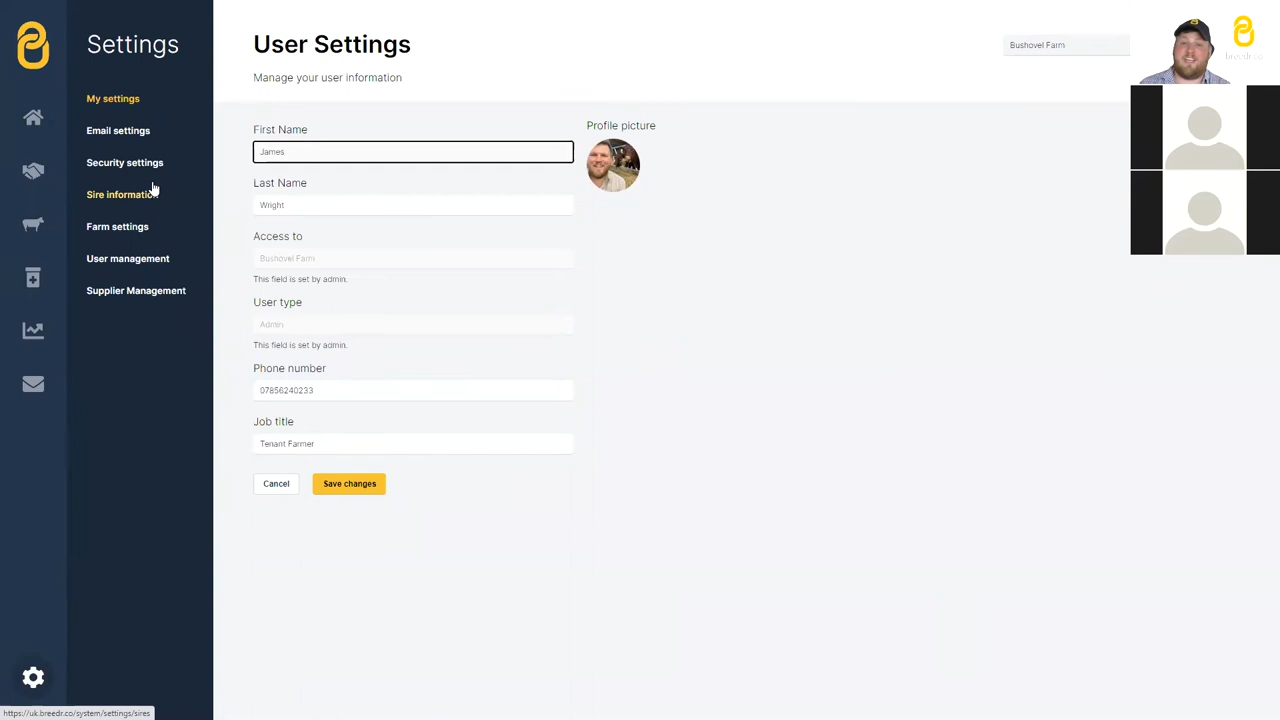 Settings
My settings
Email settings
Security settings
Sire information
Farm settings
User management
Supplier Management
User Settings
Manage your user information
Bushovel Farm
breedr.co
First Name
James
Last Name
Wright
Access to
Bushovel Farm
This field is set by admin.
User type
Admin
This field is set by admin.
Phone number
07856240233
Job title
Tenant Farmer
Cancel
Save changes
Profile picture
https://uk.breedr.co/system/settings/sires